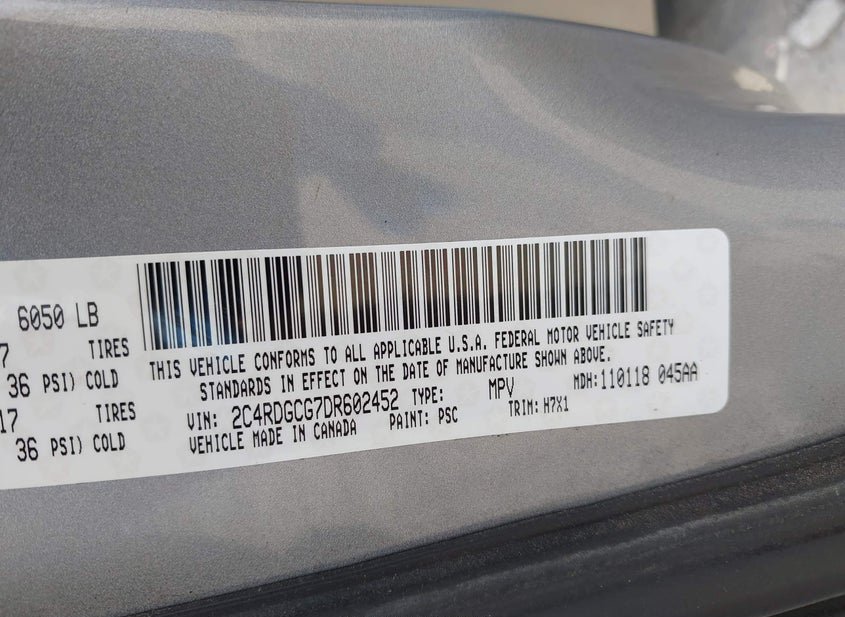 6050 LB
7 TIRES
36 PSI) COLD
17 TIRES
36 PSI) COLD
THIS VEHICLE CONFORMS TO ALL APPLICABLE U.S.A. FEDERAL MOTOR VEHICLE SAFETY
STANDARDS IN EFFECT ON THE DATE OF MANUFACTURE SHOWN ABOVE.
VIN: 2C4RDGCG7DR602452 TYPE: MPV MDH:110118 045AA
VEHICLE MADE IN CANADA PAINT: PSC TRIM: H7X1